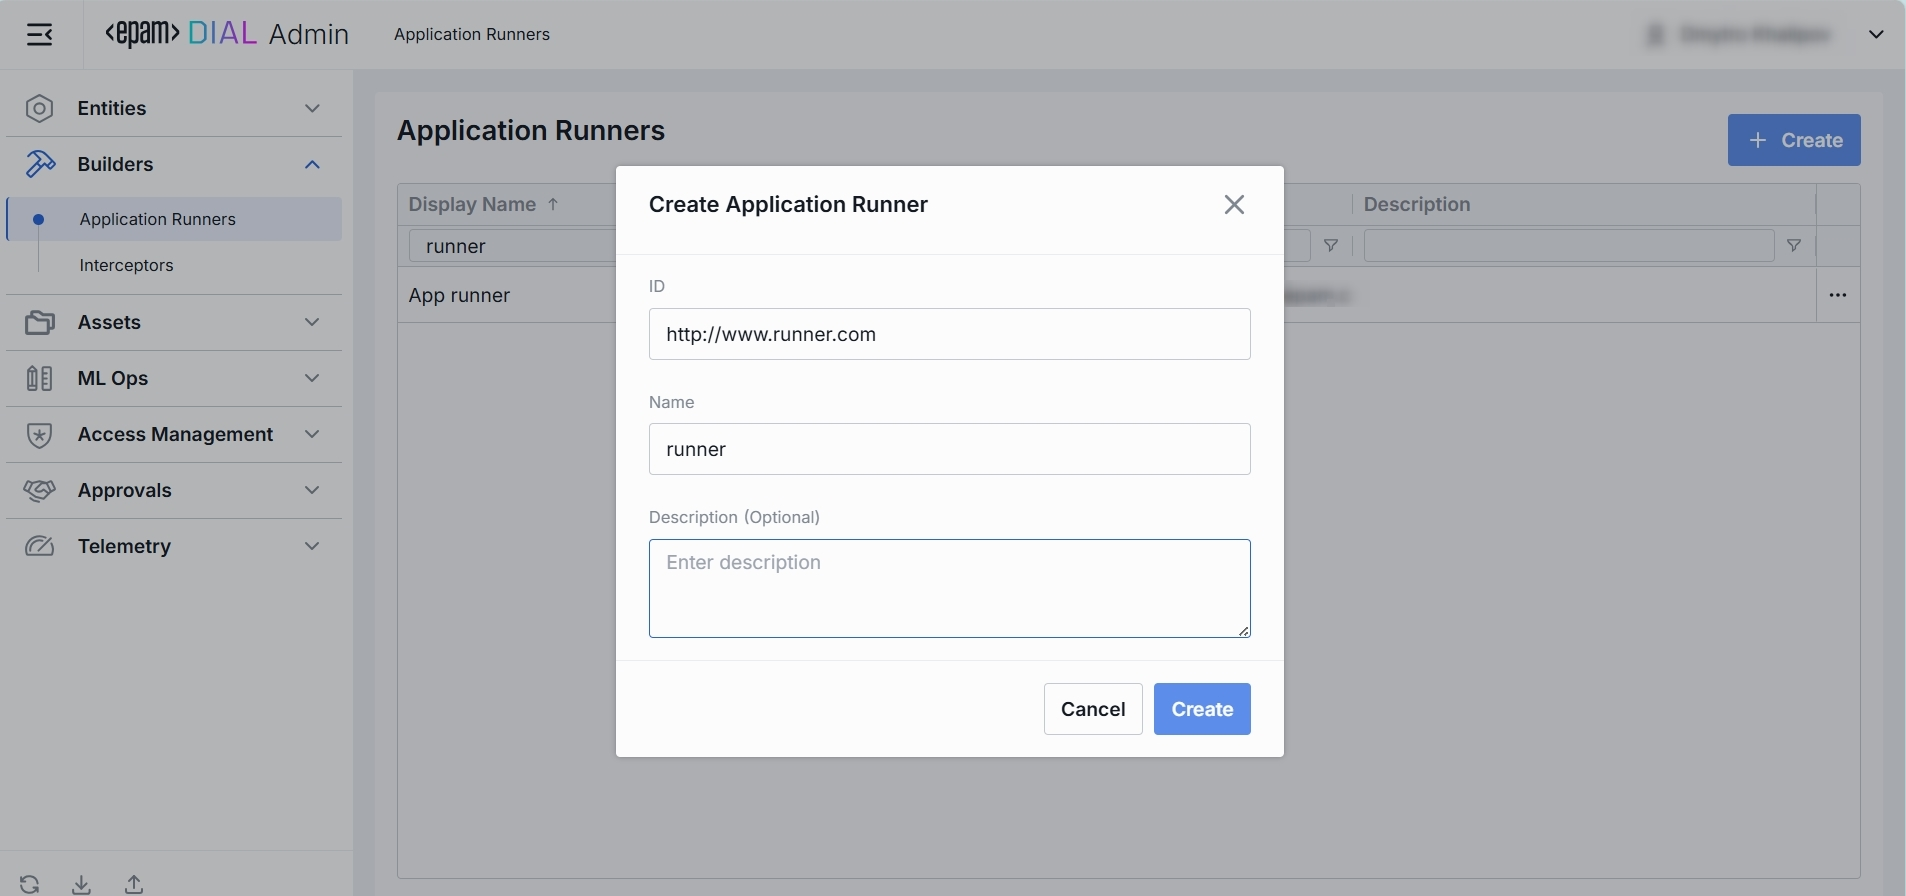 <epam> DIAL Admin
Application Runners
Entities
Builders
Application Runners
Interceptors
Assets
ML Ops
Access Management
Approvals
Telemetry
Application Runners
+ Create
Display Name ↑
Description
runner
App runner
...
Create Application Runner
ID
http://www.runner.com
Name
runner
Description (Optional)
Enter description
Cancel
Create